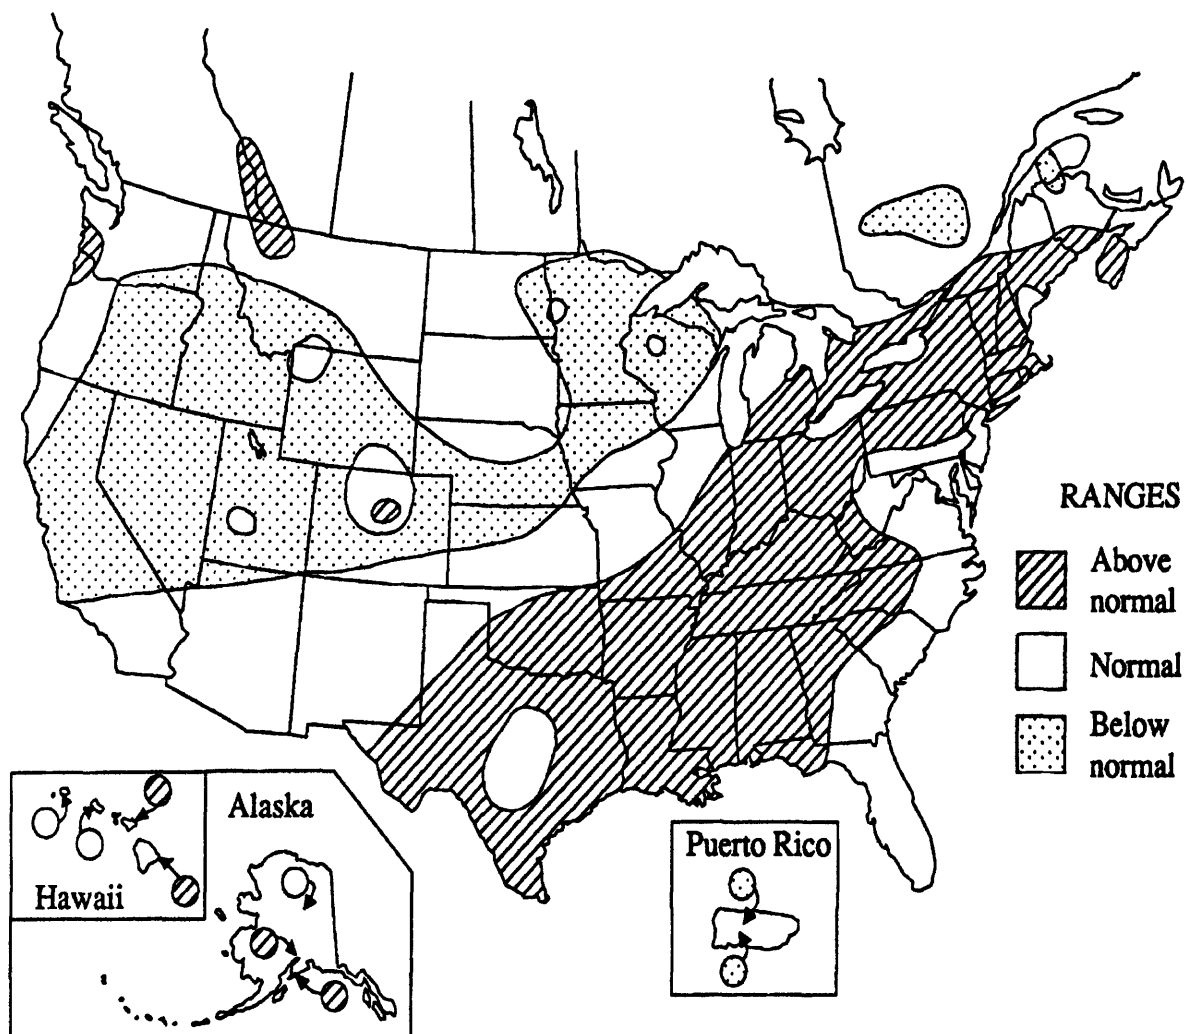 RANGES
Above
normal
Normal
Below
normal
Alaska
Hawaii
Puerto Rico